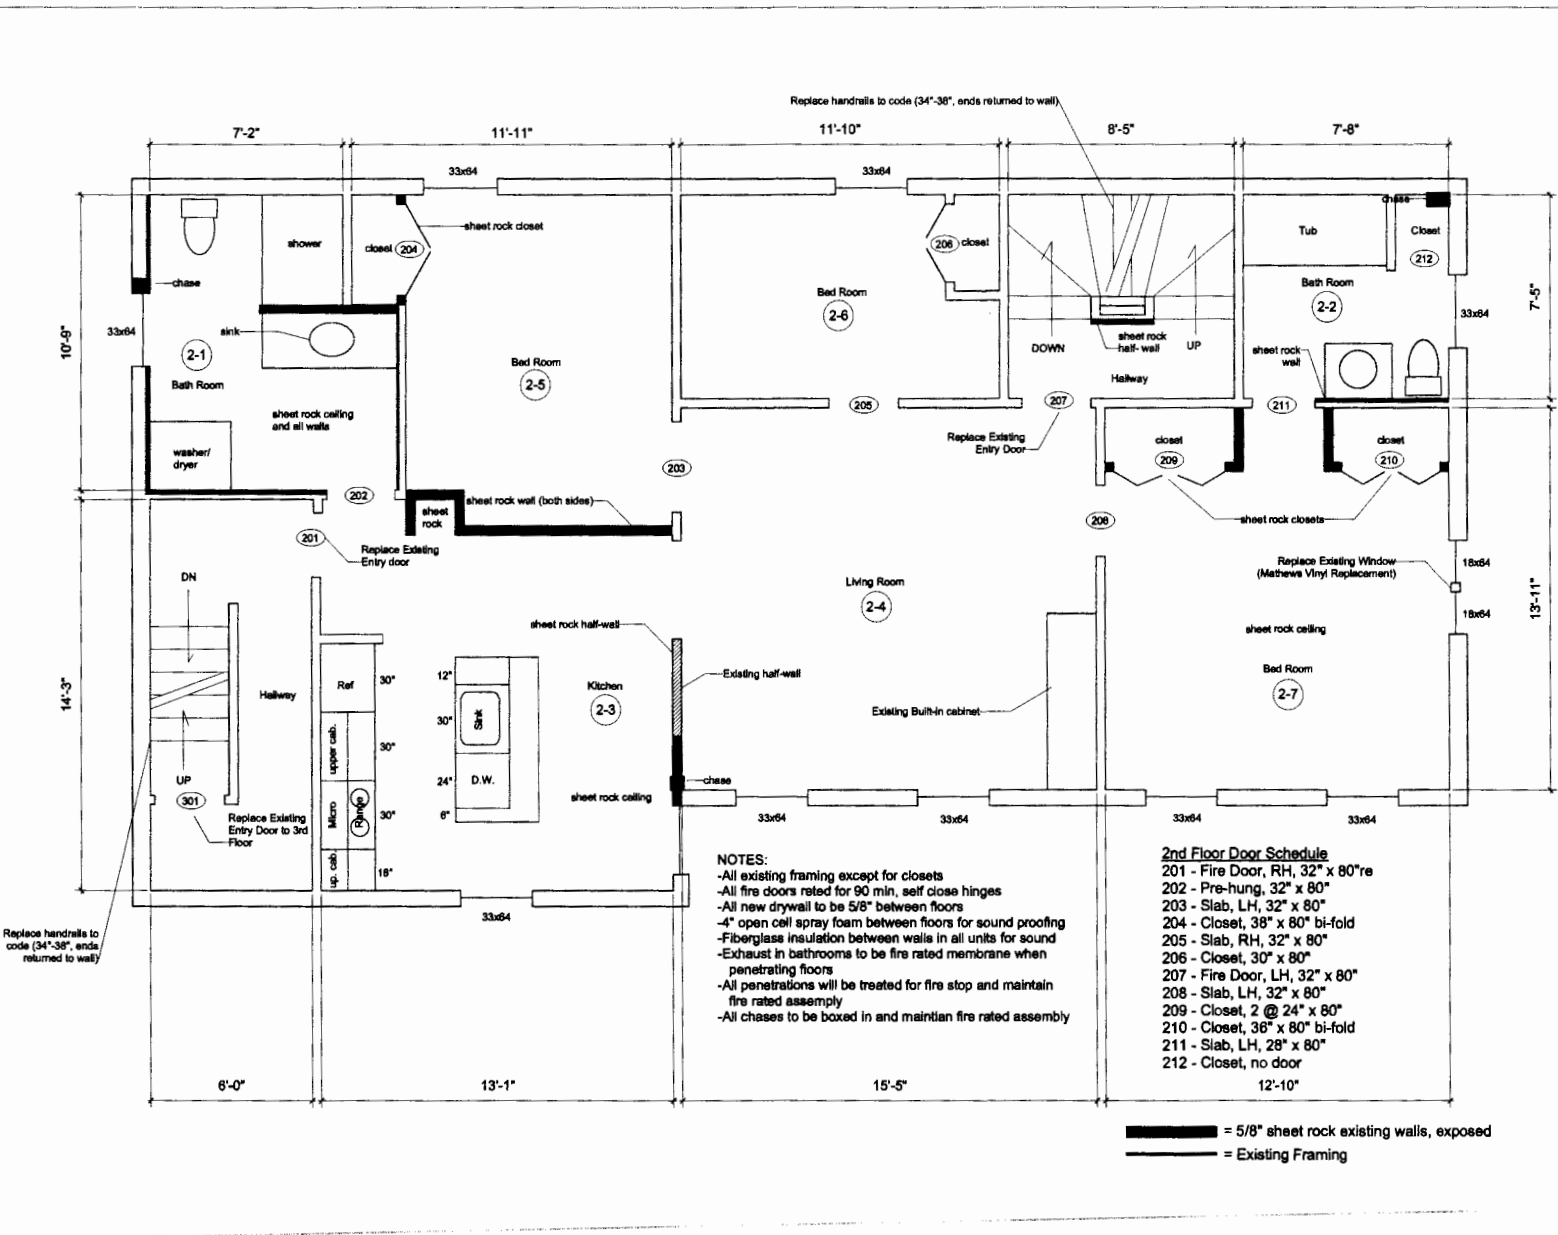 Replace handrails to code (34"-38", ends returned to wall)
7'-2"
11'-11"
11'-10"
8'-5"
7'-8"
33x64
33x64
chase
shower
closet
204
sheet rock closet
206
closet
Tub
Closet
212
chase
Bed Room
2-6
Bath Room
2-2
7'-5"
33x64
10'-9"
33x64
sink
2-1
Bath Room
DOWN
sheet rock
half- wall
UP
sheet rock
wall
Bed Room
2-5
Hallway
sheet rock ceiling
and all walls
205
207
211
washer/
dryer
Replace Existing
Entry Door
closet
209
closet
210
203
202
sheet rock wall (both sides)
sheet
rock
208
sheet rock closets
201
Replace Existing
Entry door
Replace Existing Window
(Mathews Vinyl Replacement)
18x64
DN
Living Room
2-4
13'-11"
18x64
sheet rock half-wall
sheet rock ceiling
Existing half-wall
Bed Room
2-7
14'-3"
Hallway
Ref
30"
12"
Kitchen
2-3
Existing Built-in cabinet
30"
Sink
upper cab.
30"
UP
24"
D.W.
chase
301
sheet rock ceiling
Micro
Range
30"
6"
Replace Existing
Entry Door to 3rd
Floor
33x64
33x64
33x64
33x64
up. cab.
18"
33x64
Replace handrails to
code (34"-38", ends
returned to wall)
NOTES:
-All existing framing except for closets
-All fire doors rated for 90 min, self close hinges
-All new drywall to be 5/8" between floors
-4" open cell spray foam between floors for sound proofing
-Fiberglass insulation between walls in all units for sound
-Exhaust in bathrooms to be fire rated membrane when
penetrating floors
-All penetrations will be treated for fire stop and maintain
fire rated assemply
-All chases to be boxed in and maintian fire rated assembly
2nd Floor Door Schedule
201 - Fire Door, RH, 32" x 80"re
202 - Pre-hung, 32" x 80"
203 - Slab, LH, 32" x 80"
204 - Closet, 38" x 80" bi-fold
205 - Slab, RH, 32" x 80"
206 - Closet, 30" x 80"
207 - Fire Door, LH, 32" x 80"
208 - Slab, LH, 32" x 80"
209 - Closet, 2 @ 24" x 80"
210 - Closet, 36" x 80" bi-fold
211 - Slab, LH, 28" x 80"
212 - Closet, no door
6'-0"
13'-1"
15'-5"
12'-10"
= 5/8" sheet rock existing walls, exposed
= Existing Framing